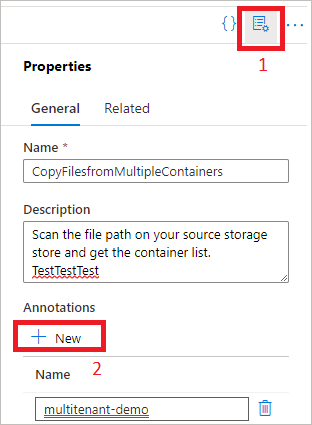 {} ...
1
Properties
General Related
Name *
CopyFilesfromMultipleContainers
Description
Scan the file path on your source storage
store and get the container list.
TestTestTest
Annotations
+ New
2
Name
multitenant-demo